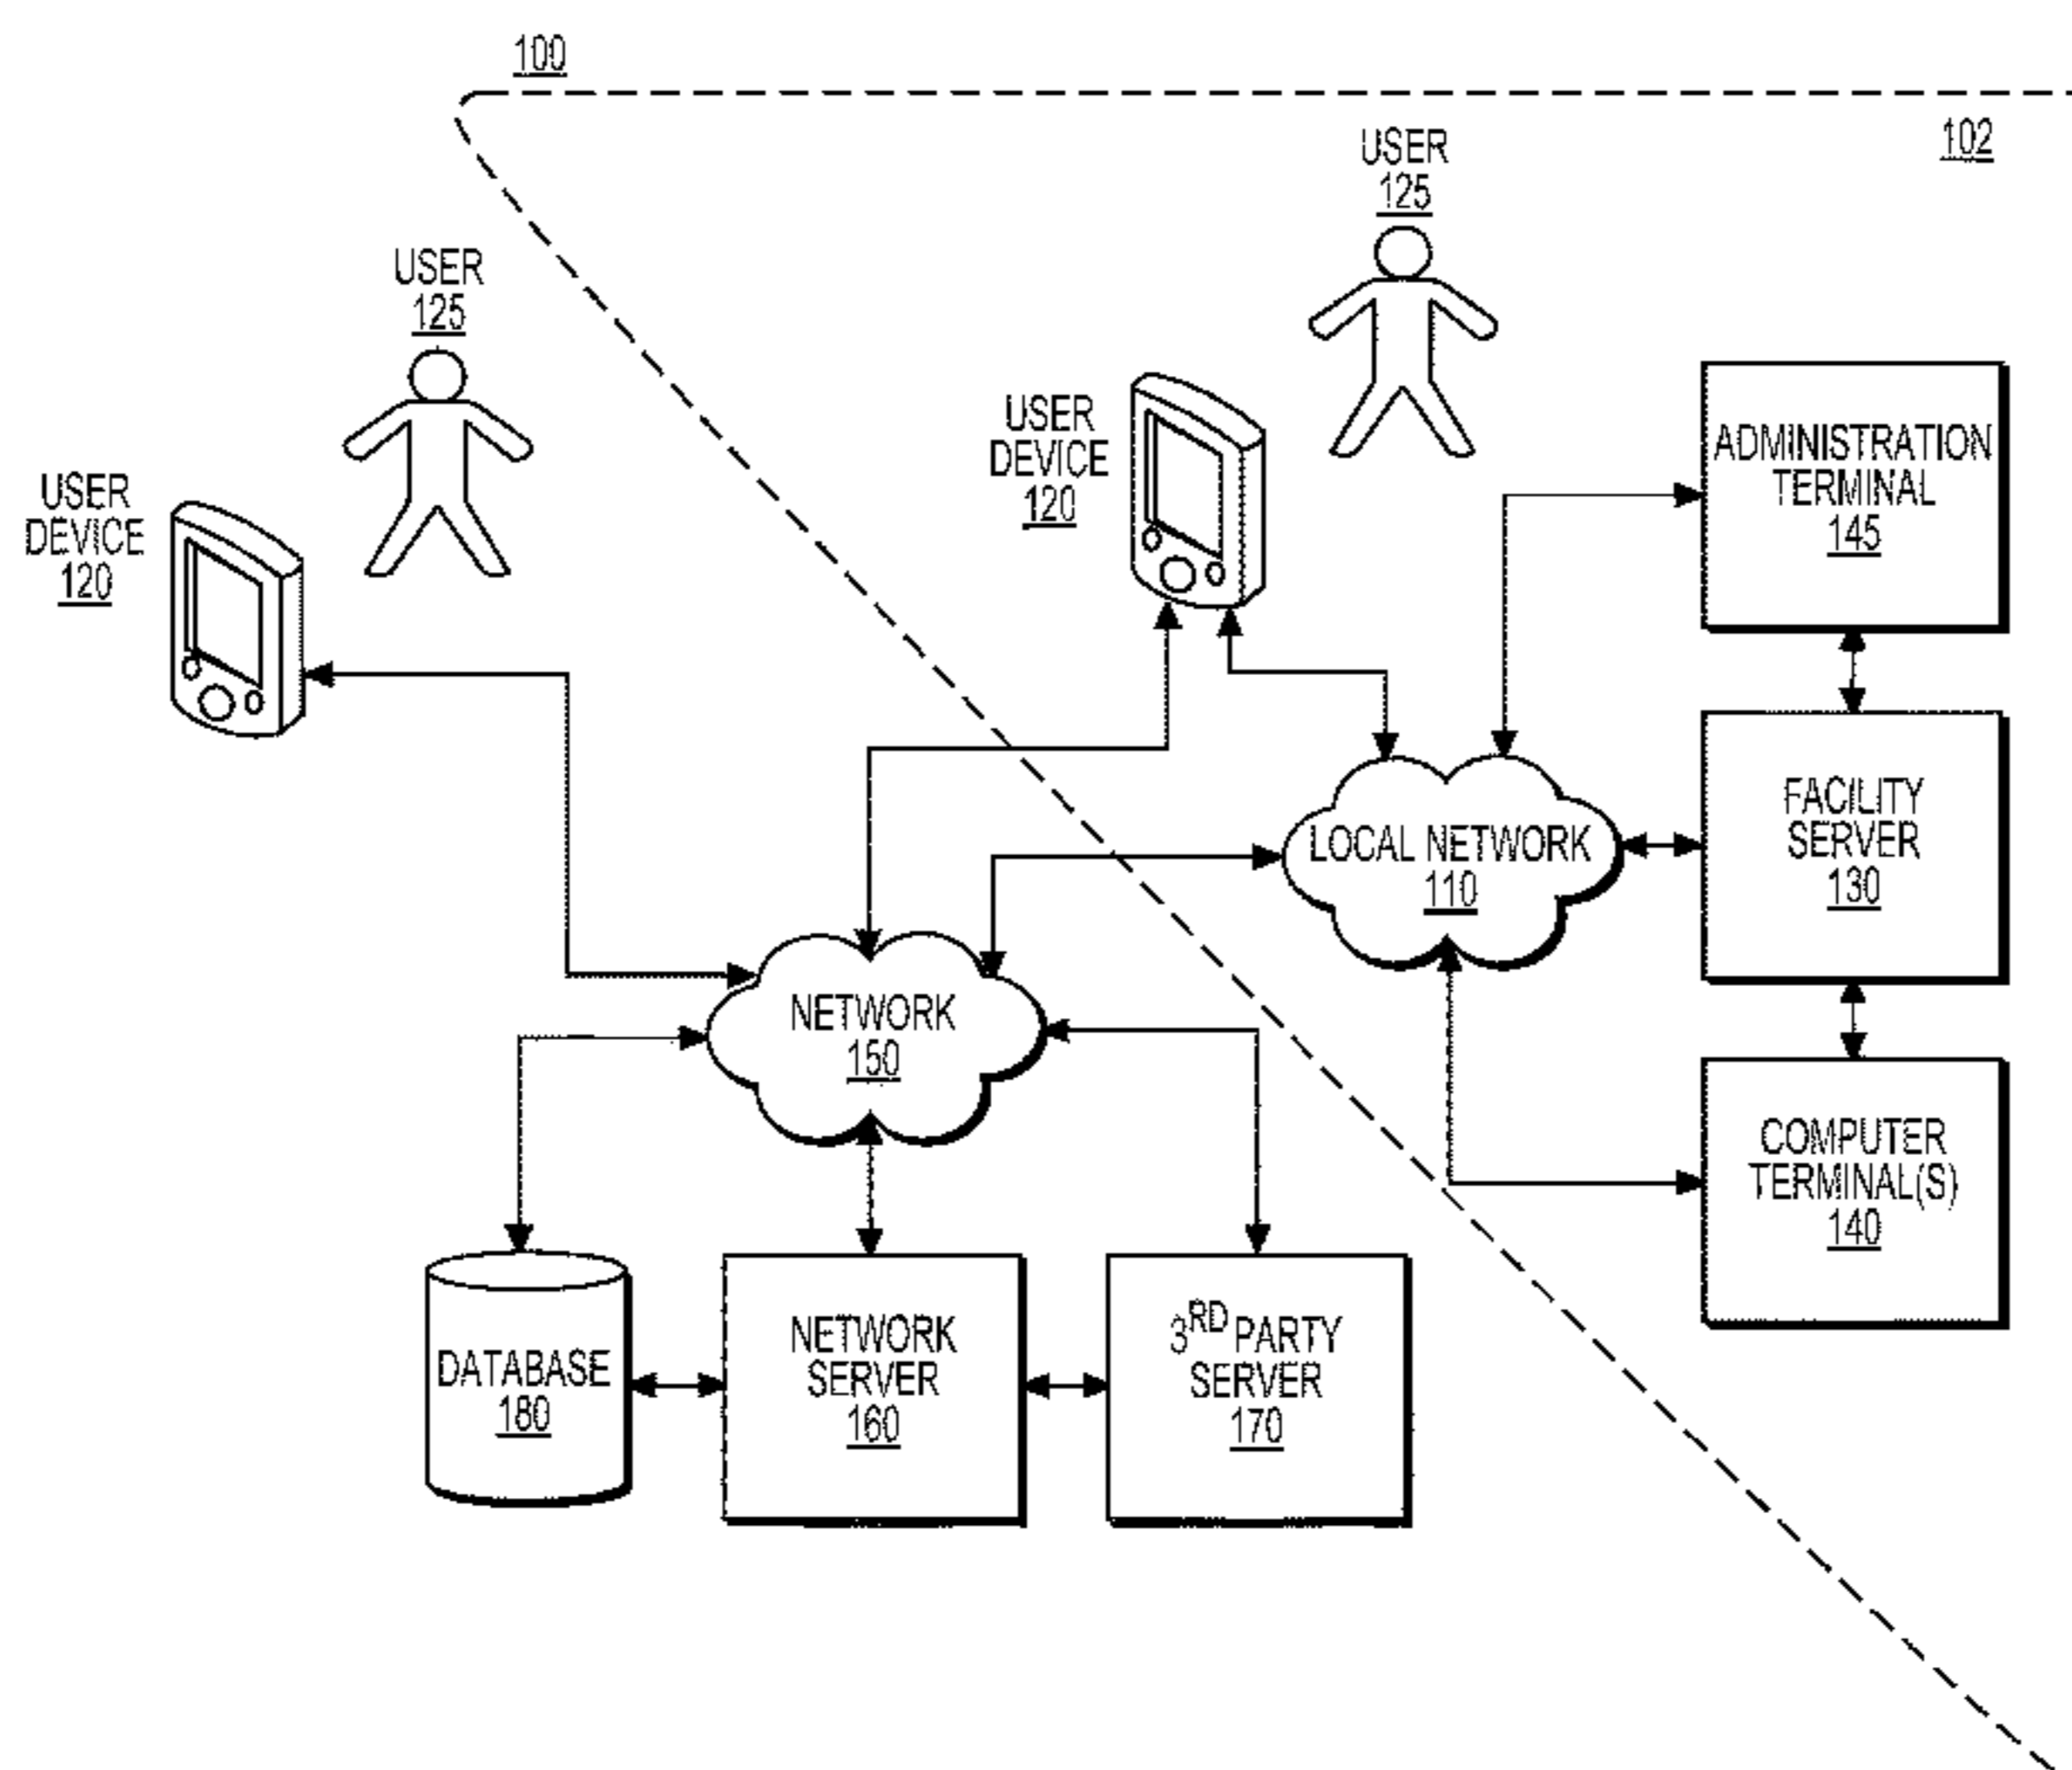 100
102
USER
125
USER
125
USER
DEVICE
120
USER
DEVICE
120
ADMINISTRATION
TERMINAL
145
FACILITY
SERVER
130
LOCAL NETWORK
110
NETWORK
150
COMPUTER
TERMINAL(S)
140
DATABASE
180
NETWORK
SERVER
160
3RD PARTY
SERVER
170